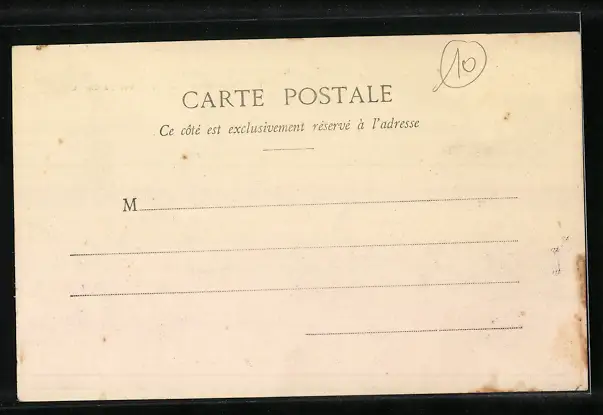 10
CARTE POSTALE
Ce côté est exclusivement réservé à l'adresse
M